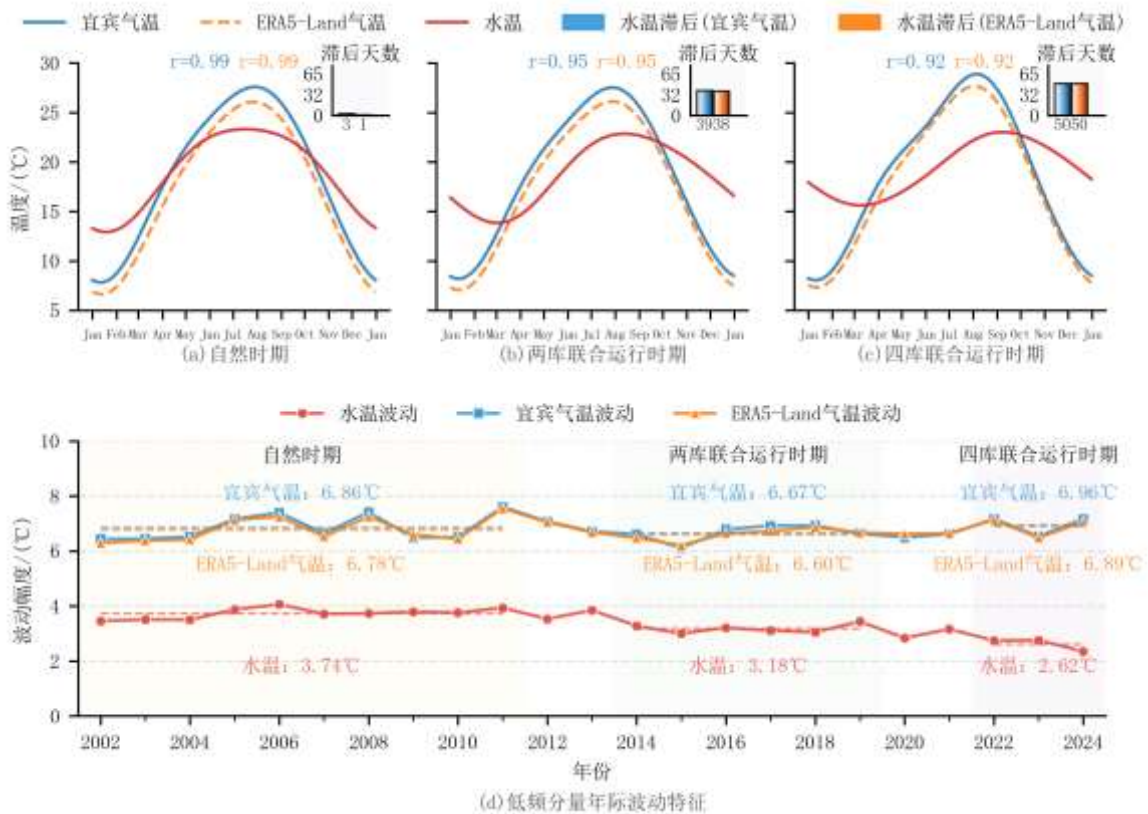 宜宾气温 ERA5-Land气温 水温 水温滞后(宜宾气温) 水温滞后(ERA5-Land气温)
温度/(℃)
30
25
20
15
10
5
r=0.99 r=0.99
滞后天数
65
32
0
3 1
Jan Feb Mar Apr May Jun Jul Aug Sep Oct Nov Dec Jan
(a)自然时期
r=0.95 r=0.95
滞后天数
65
32
0
3938
Jan Feb Mar Apr May Jun Jul Aug Sep Oct Nov Dec Jan
(b)两库联合运行时期
r=0.92 r=0.92
滞后天数
65
32
0
5050
Jan Feb Mar Apr May Jun Jul Aug Sep Oct Nov Dec Jan
(c)四库联合运行时期
水温波动 宜宾气温波动 ERA5-Land气温波动
波动幅度/(℃)
10
8
6
4
2
0
自然时期 两库联合运行时期 四库联合运行时期
宜宾气温：6.86℃ 宜宾气温：6.67℃ 宜宾气温：6.96℃
ERA5-Land气温：6.78℃ ERA5-Land气温：6.60℃ ERA5-Land气温：6.89℃
水温：3.74℃ 水温：3.18℃ 水温：2.62℃
2002 2004 2006 2008 2010 2012 2014 2016 2018 2020 2022 2024
年份
(d)低频分量年际波动特征